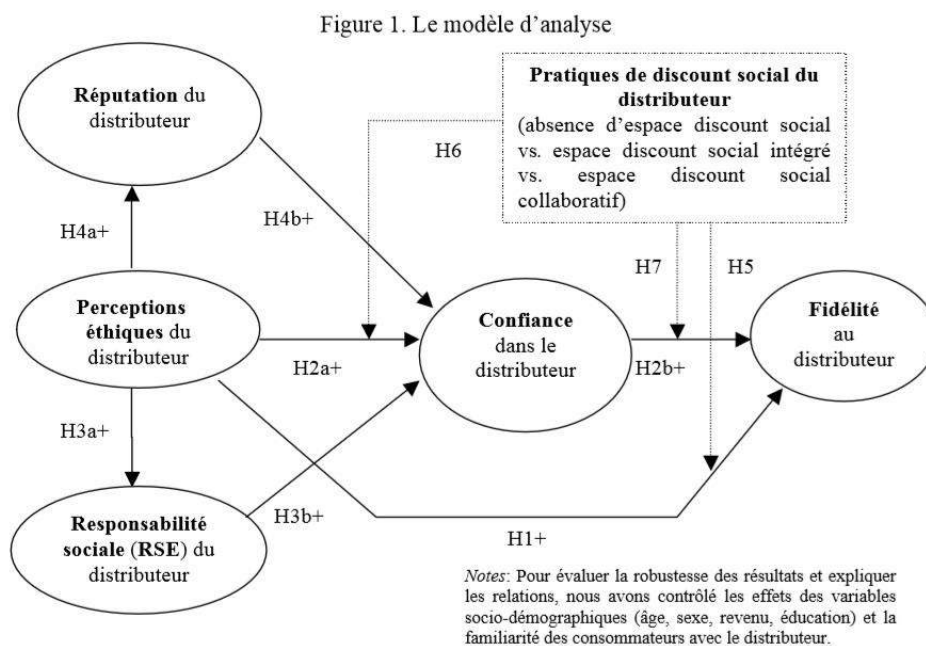 Figure 1. Le modèle d'analyse
Réputation du
distributeur
Pratiques de discount social du
distributeur
(absence d'espace discount social
vs. espace discount social intégré
vs. espace discount social
collaboratif)
H6
H4a+
H4b+
H7
H5
Perceptions
éthiques du
distributeur
Confiance
dans le
distributeur
Fidélité
au
distributeur
H2a+
H2b+
H3a+
H3b+
H1+
Responsabilité
sociale (RSE) du
distributeur
Notes: Pour évaluer la robustesse des résultats et expliquer
les relations, nous avons contrôlé les effets des variables
socio-démographiques (âge, sexe, revenu, éducation) et la
familiarité des consommateurs avec le distributeur.